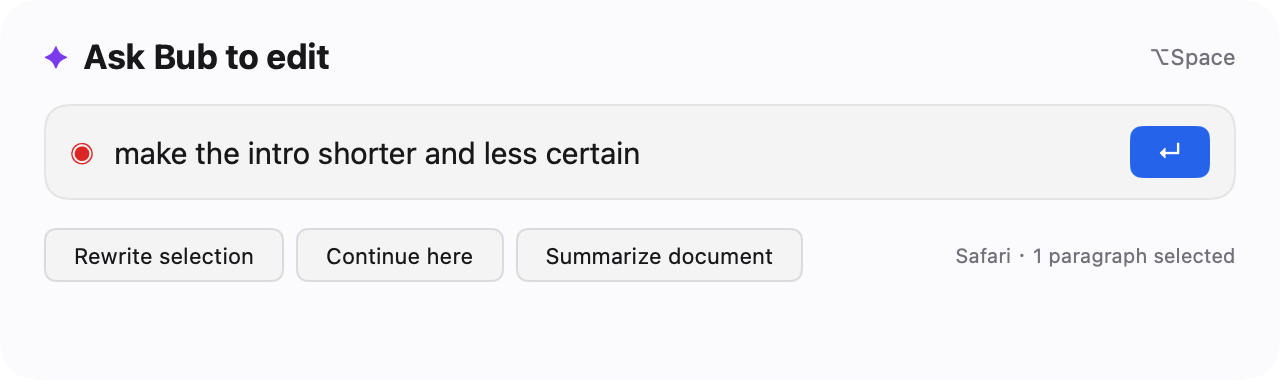 Ask Bub to edit
⌥Space
make the intro shorter and less certain
Rewrite selection
Continue here
Summarize document
Safari · 1 paragraph selected